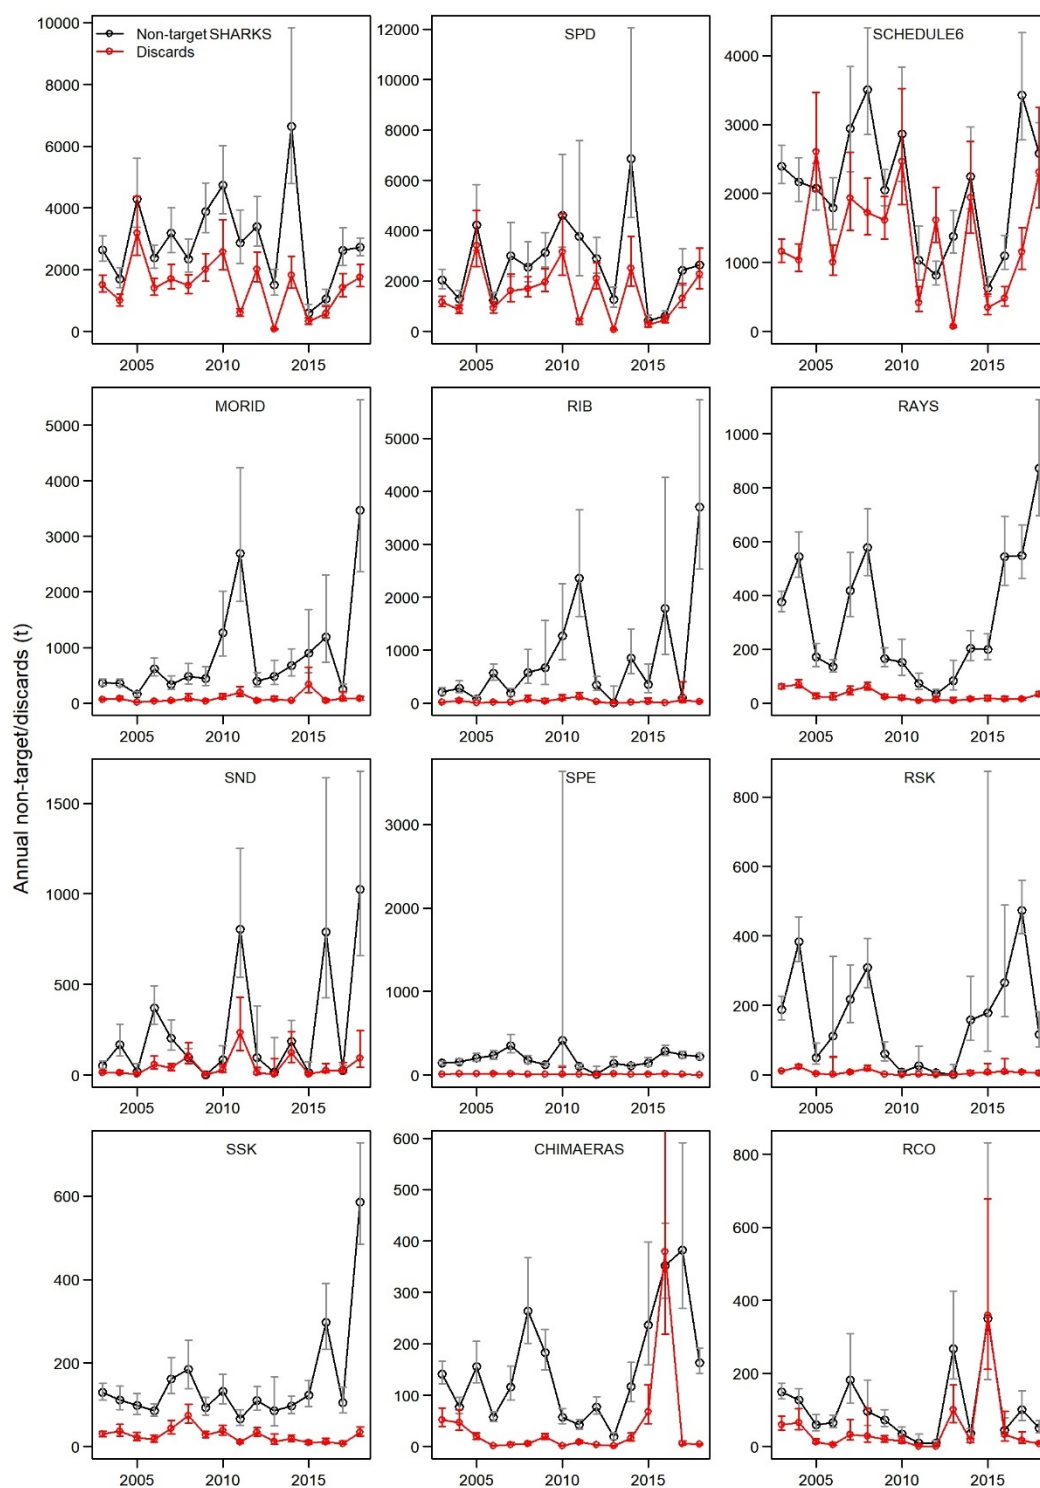 Annual non-target/discards (t)
Non-target SHARKS
Discards
10000
8000
6000
4000
2000
0
2005 2010 2015
SPD
12000
10000
8000
6000
4000
2000
0
2005 2010 2015
SCHEDULE6
4000
3000
2000
1000
0
2005 2010 2015
MORID
5000
4000
3000
2000
1000
0
2005 2010 2015
RIB
5000
4000
3000
2000
1000
0
2005 2010 2015
RAYS
1000
800
600
400
200
0
2005 2010 2015
SND
1500
1000
500
0
2005 2010 2015
SPE
3000
2000
1000
0
2005 2010 2015
RSK
800
600
400
200
0
2005 2010 2015
SSK
600
400
200
0
2005 2010 2015
CHIMAERAS
600
500
400
300
200
100
0
2005 2010 2015
RCO
800
600
400
200
0
2005 2010 2015